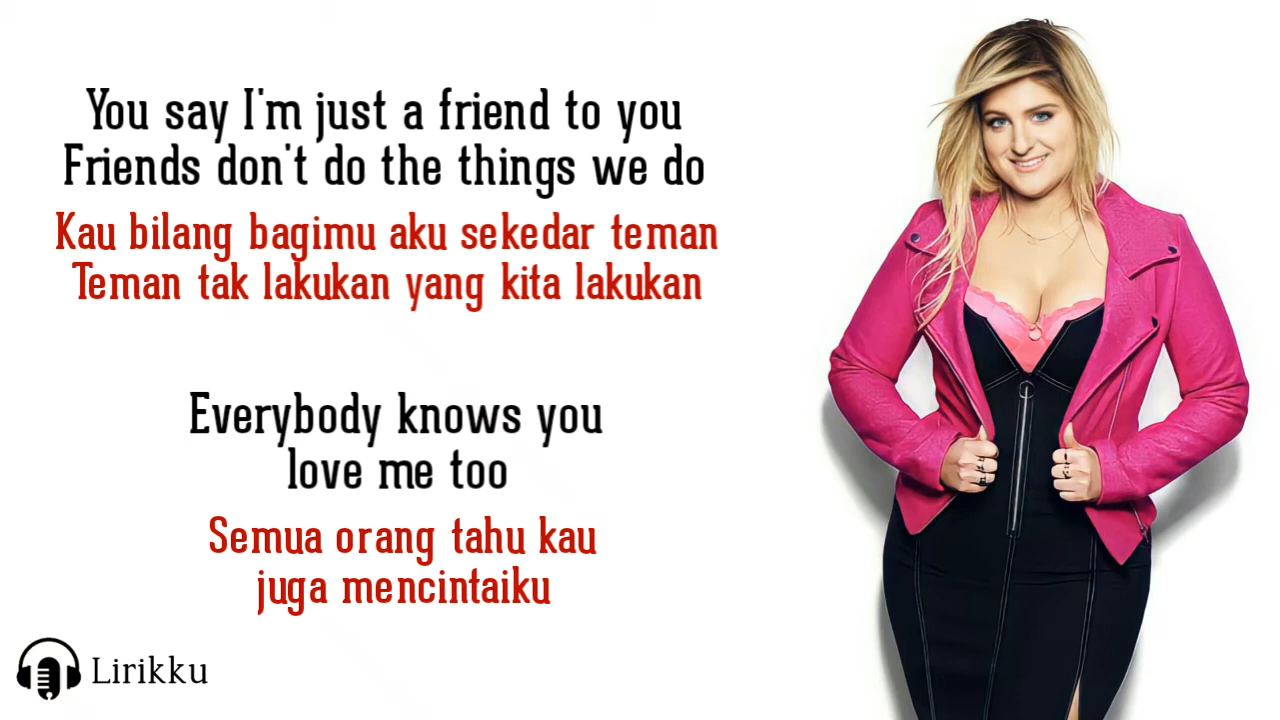 You say I'm just a friend to you
Friends don't do the things we do
Kau bilang bagimu aku sekedar teman
Teman tak lakukan yang kita lakukan
Everybody knows you
love me too
Semua orang tahu kau
juga mencintaiku
Lirikku